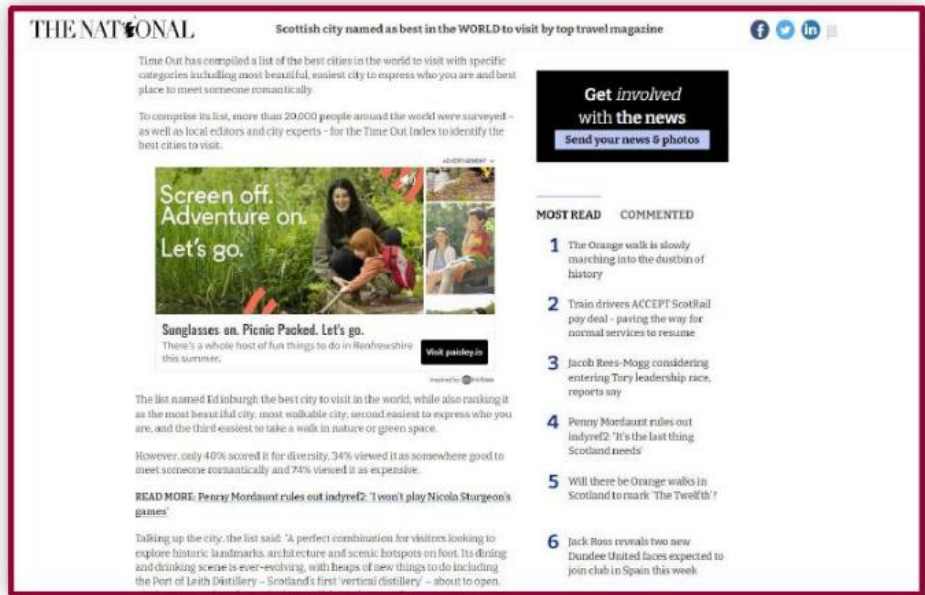 THE NATIONAL
Scottish city named as best in the WORLD to visit by top travel magazine
Time Out has compiled a list of the best cities in the world to visit with specific
categories including most beautiful, easiest city to express who you are and best
place to meet someone romantically.
To comprise its list, more than 20,000 people around the world were surveyed –
as well as local editors and city experts – for the Time Out Index to identify the
best cities to visit.
ADVERTISEMENT
Screen off.
Adventure on.
Let's go.
Sunglasses on. Picnic Packed. Let's go.
There's a whole host of fun things to do in Renfrewshire
this summer.
Visit paisley.is
Inspired by
The list named Edinburgh the best city to visit in the world, while also ranking it
as the most beautiful city, most walkable city, second easiest to express who you
are, and the third easiest to take a walk in nature or green space.
However, only 40% scored it for diversity, 34% viewed it as somewhere good to
meet someone romantically and 74% viewed it as expensive.
READ MORE: Penny Mordaunt rules out indyref2: 'I won't play Nicola Sturgeon's
games'
Talking up the city, the list said: "A perfect combination for visitors looking to
explore historic landmarks, architecture and scenic hotspots on foot. Its dining
and drinking scene is ever-evolving, with heaps of new things to do including
the Port of Leith Distillery – Scotland's first 'vertical distillery' – about to open.
Get involved
with the news
Send your news & photos
MOST READ COMMENTED
1 The Orange walk is slowly
marching into the dustbin of
history
2 Train drivers ACCEPT ScotRail
pay deal - paving the way for
normal services to resume
3 Jacob Rees-Mogg considering
entering Tory leadership race,
reports say
4 Penny Mordaunt rules out
indyref2: 'It's the last thing
Scotland needs'
5 Will there be Orange walks in
Scotland to mark 'The Twelfth'?
6 Jack Ross reveals two new
Dundee United faces expected to
join club in Spain this week